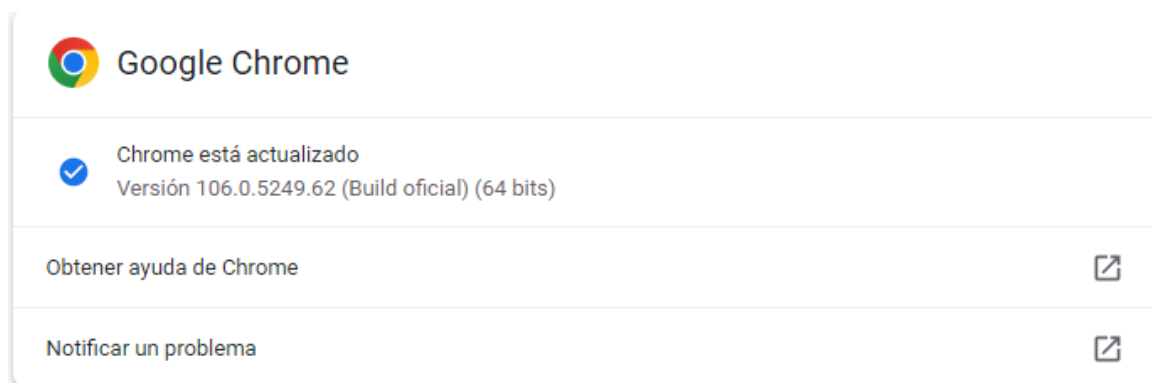 Google Chrome
Chrome está actualizado
Versión 106.0.5249.62 (Build oficial) (64 bits)
Obtener ayuda de Chrome
Notificar un problema